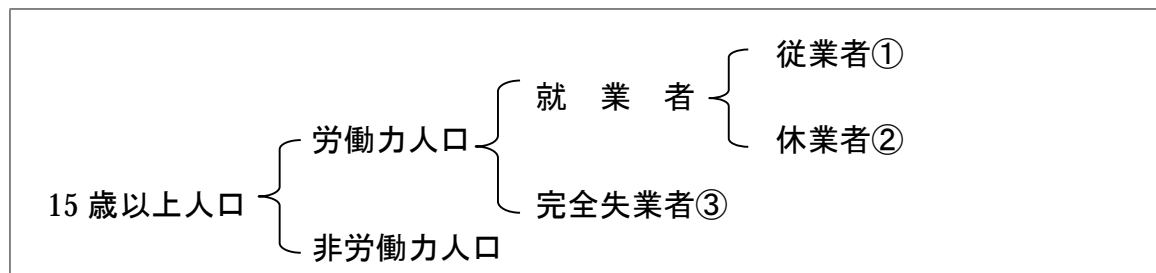 従業者①
就　業　者
休業者②
労働力人口
15 歳以上人口
完全失業者③
非労働力人口